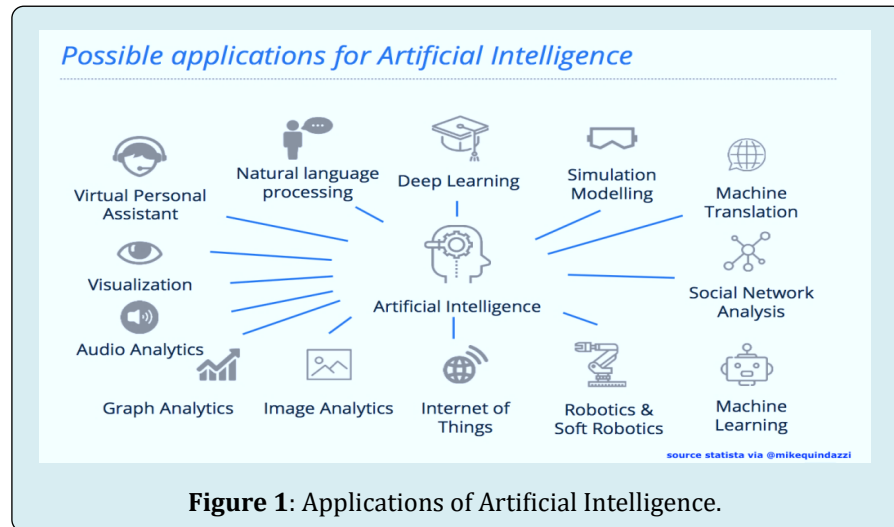 Possible applications for Artificial Intelligence
Natural language
processing
Deep Learning
Simulation
Modelling
Virtual Personal
Assistant
Machine
Translation
Visualization
Artificial Intelligence
Social Network
Analysis
Audio Analytics
Graph Analytics
Image Analytics
Internet of
Things
Robotics &
Soft Robotics
Machine
Learning
source statista via @mikequindazzi
Figure 1: Applications of Artificial Intelligence.